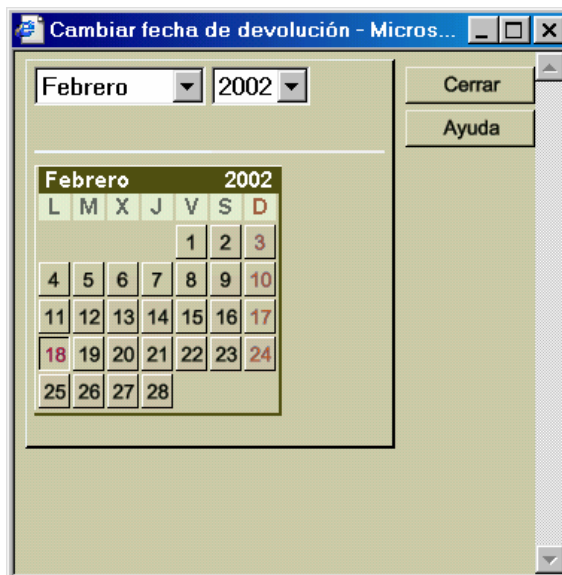 Cambiar fecha de devolución - Micros...
Febrero 2002
Cerrar
Ayuda
Febrero 2002
L M X J V S D
1 2 3
4 5 6 7 8 9 10
11 12 13 14 15 16 17
18 19 20 21 22 23 24
25 26 27 28